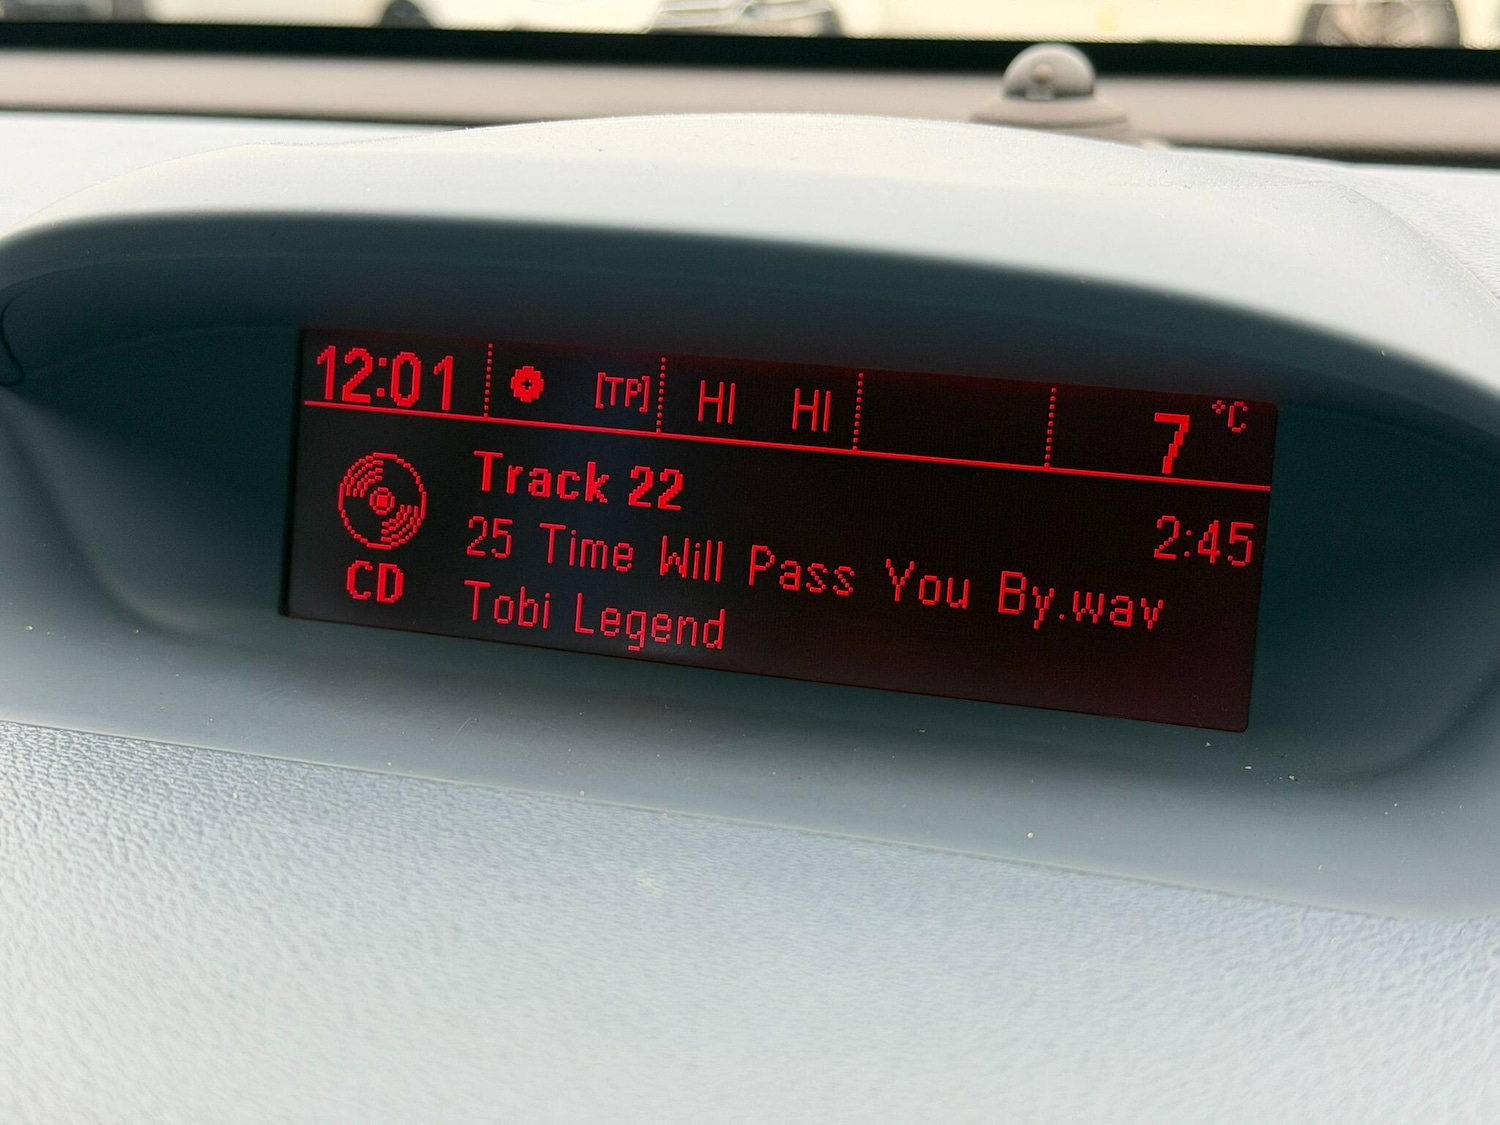 12:01 [TP] HI HI 7 °C
Track 22
2:45
25 Time Will Pass You By.wav
CD
Tobi Legend